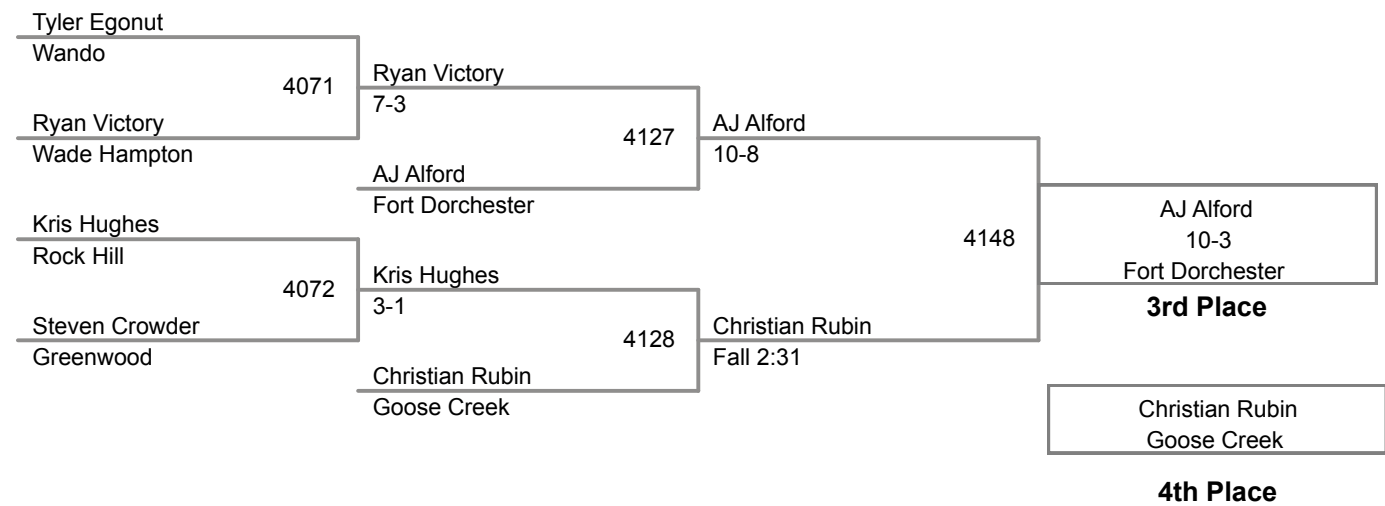 Tyler Egonut
Wando
4071
Ryan Victory
Wade Hampton
Kris Hughes
Rock Hill
4072
Steven Crowder
Greenwood
Ryan Victory
7-3
4127
AJ Alford
Fort Dorchester
Kris Hughes
3-1
4128
Christian Rubin
Goose Creek
AJ Alford
10-8
4148
Christian Rubin
Fall 2:31
AJ Alford
10-3
Fort Dorchester
3rd Place
Christian Rubin
Goose Creek
4th Place